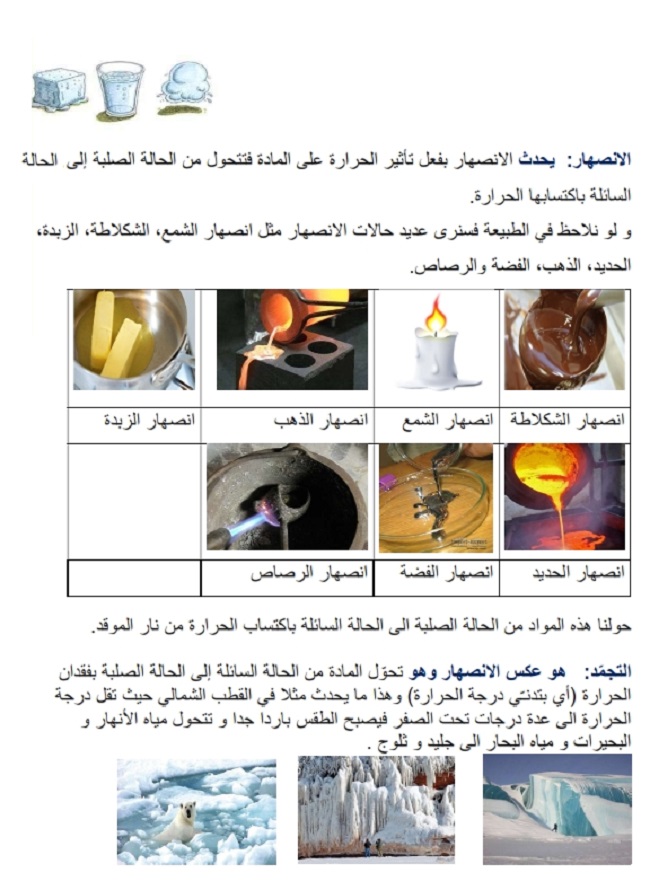 الانصهار: يحدث الانصهار بفعل تأثير الحرارة على المادة فتتحول من الحالة الصلبة إلى الحالة
السائلة باكتسابها الحرارة.
و لو نلاحظ في الطبيعة فسنرى عديد حالات الانصهار مثل انصهار الشمع، الشكلاطة، الزبدة،
الحديد، الذهب، الفضة والرصاص.
انصهار الشكلاطة
انصهار الشمع
انصهار الذهب
انصهار الزبدة
انصهار الحديد
انصهار الفضة
انصهار الرصاص
حولنا هذه المواد من الحالة الصلبة الى الحالة السائلة باكتساب الحرارة من نار الموقد.
التجمّد: هو عكس الانصهار وهو تحوّل المادة من الحالة السائلة إلى الحالة الصلبة بفقدان
الحرارة (أي بتدنّي درجة الحرارة) وهذا ما يحدث مثلا في القطب الشمالي حيث تقل درجة
الحرارة الى عدة درجات تحت الصفر فيصبح الطقس باردا جدا و تتحول مياه الأنهار و
البحيرات و مياه البحار الى جليد و ثلوج .